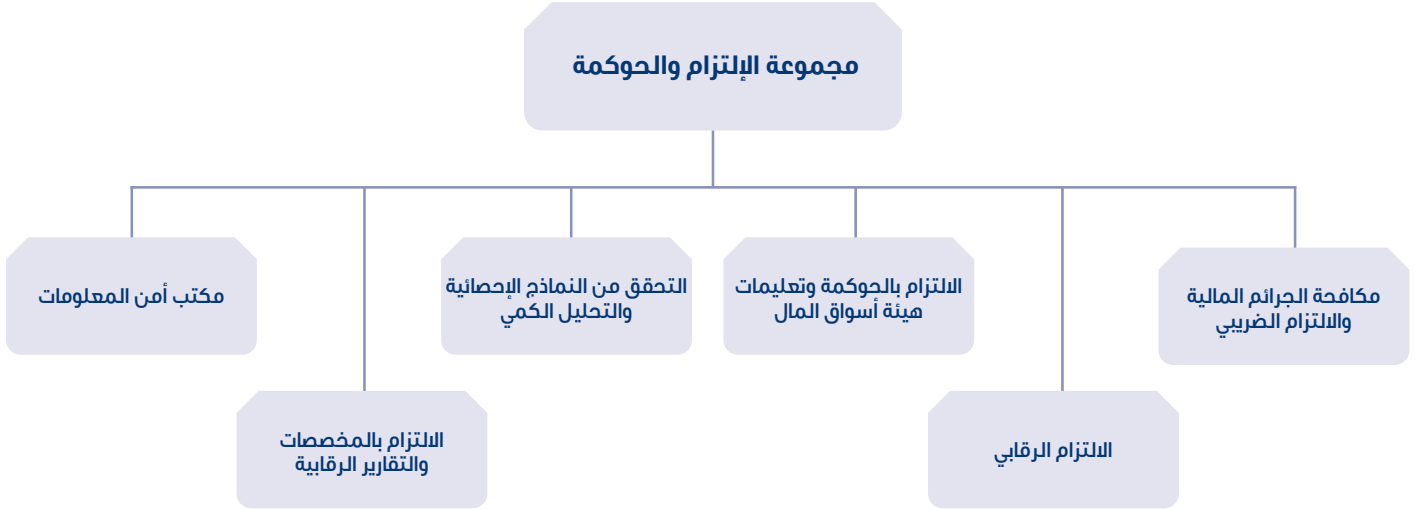 مجموعة الإلتزام والحوكمة
مكافحة الجرائم المالية
والالتزام الضريبي
الالتزام الرقابي
الالتزام بالحوكمة وتعليمات
هيئة أسواق المال
التحقق من النماذج الإحصائية
والتحليل الكمي
الالتزام بالمخصصات
والتقارير الرقابية
مكتب أمن المعلومات